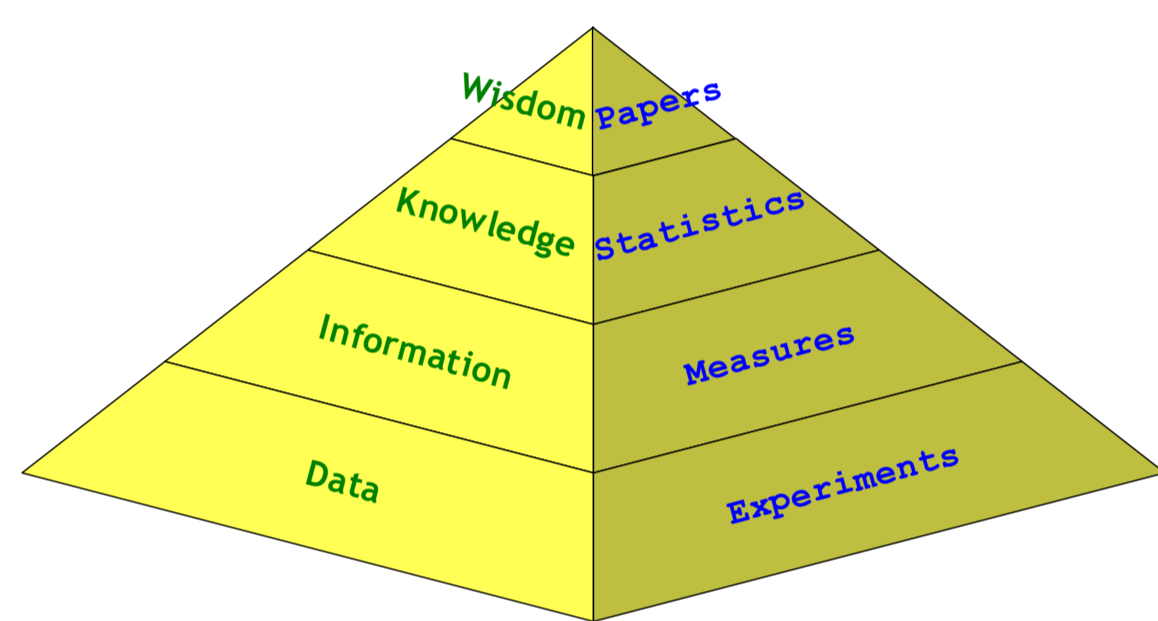 Wisdom Papers
Knowledge Statistics
Information Measures
Data Experiments